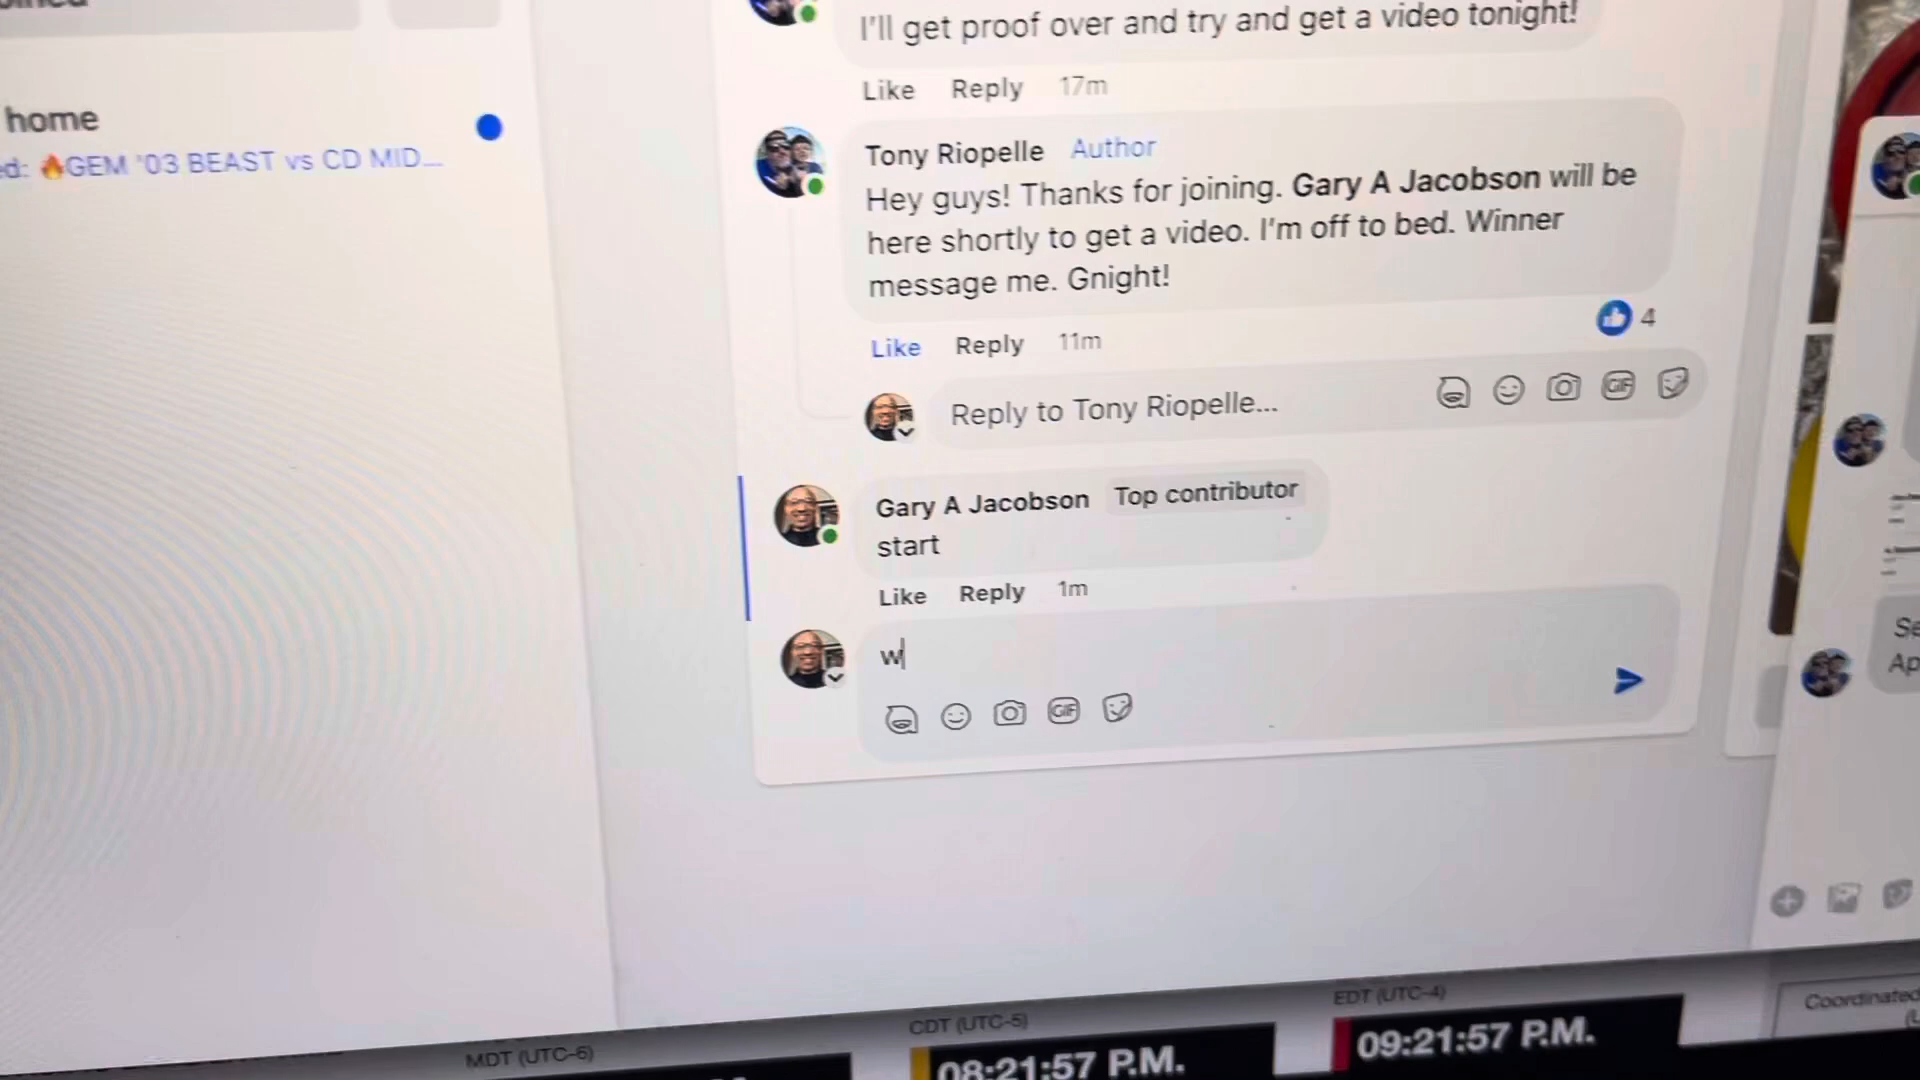 I'll get proof over and try and get a video tonight!
Like Reply 17m
home
ed: 🔥GEM '03 BEAST vs CD MID...
Tony Riopelle Author
Hey guys! Thanks for joining. Gary A Jacobson will be
here shortly to get a video. I'm off to bed. Winner
message me. Gnight!
4
Like Reply 11m
Reply to Tony Riopelle...
GIF
Gary A Jacobson Top contributor
start
Like Reply 1m
w
GIF
Se
Ap
MDT (UTC-6)
CDT (UTC-5)
08:21:57 P.M.
EDT (UTC-4)
09:21:57 P.M.
Coordinated